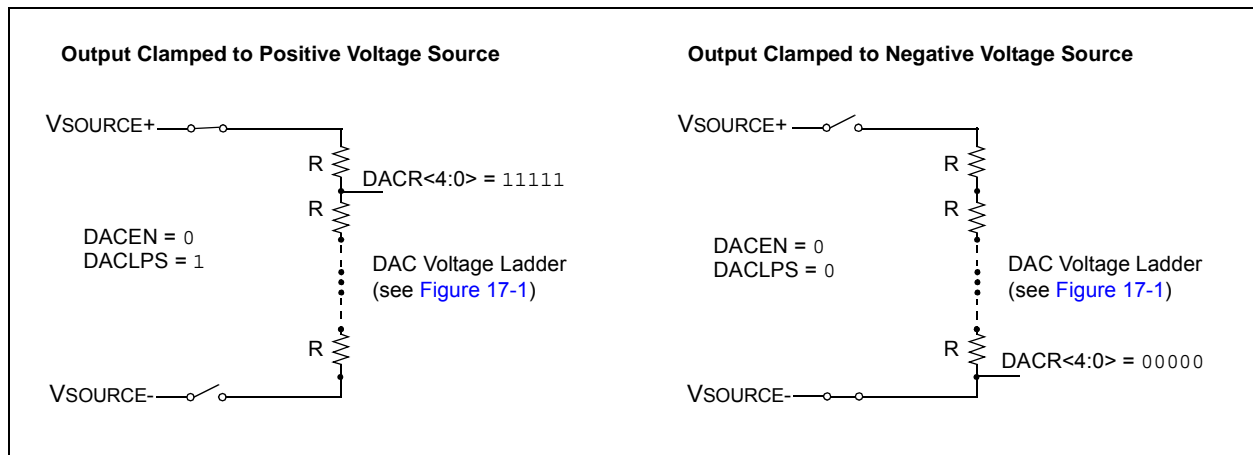 Output Clamped to Positive Voltage Source
VSOURCE+
R
DACR<4:0> = 11111
R
DACEN = 0
DACLPS = 1
DAC Voltage Ladder
(see Figure 17-1)
R
VSOURCE-
Output Clamped to Negative Voltage Source
VSOURCE+
R
R
DACEN = 0
DACLPS = 0
DAC Voltage Ladder
(see Figure 17-1)
R
DACR<4:0> = 00000
VSOURCE-